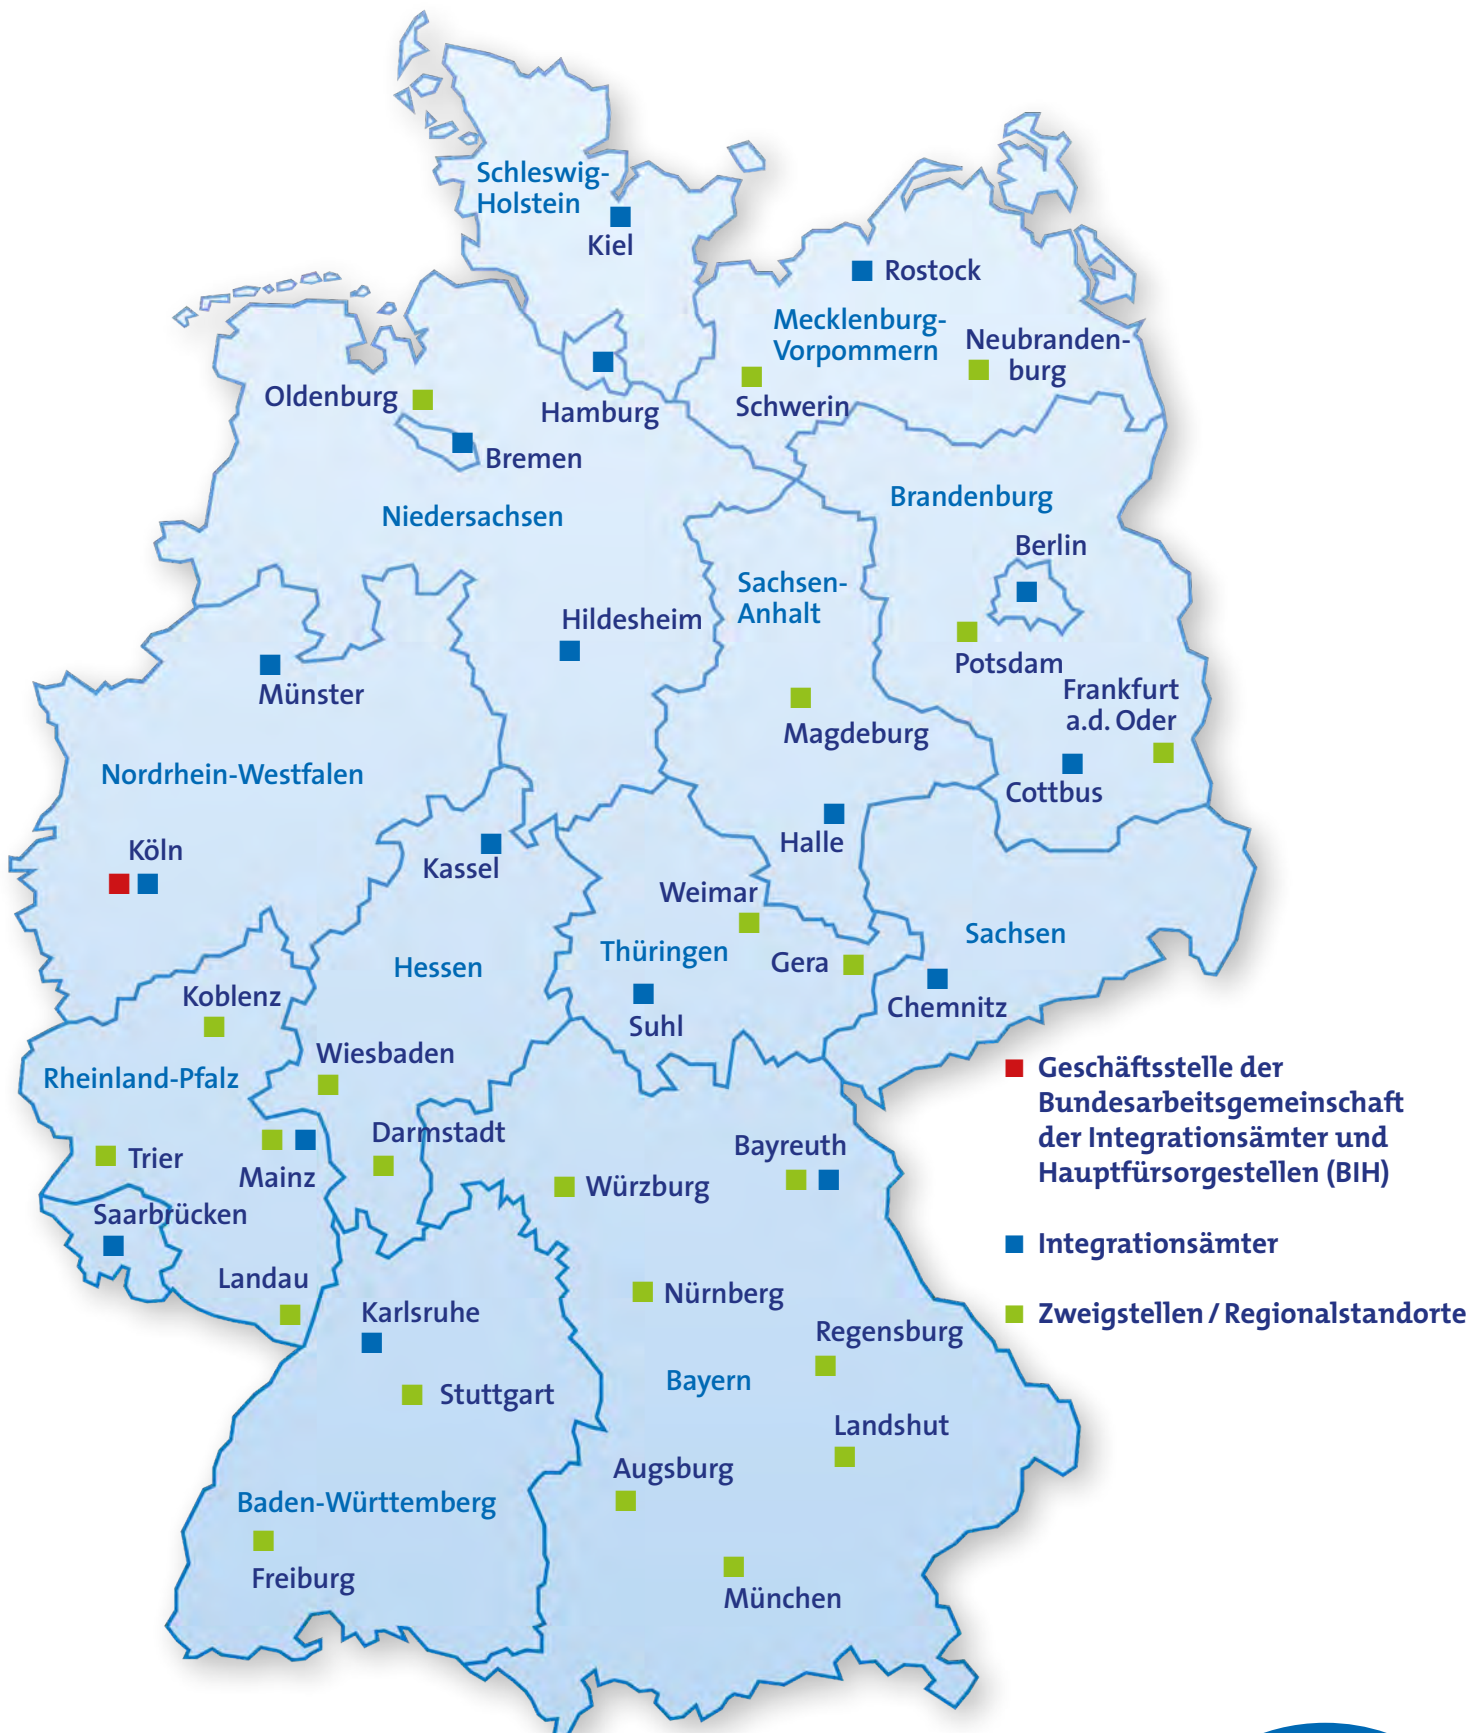 Schleswig-
Holstein
Kiel
Rostock
Mecklenburg-
Vorpommern
Neubranden-
burg
Oldenburg
Hamburg
Schwerin
Bremen
Niedersachsen
Brandenburg
Berlin
Sachsen-
Anhalt
Hildesheim
Potsdam
Münster
Frankfurt
a.d. Oder
Magdeburg
Nordrhein-Westfalen
Cottbus
Halle
Köln
Kassel
Weimar
Sachsen
Thüringen
Gera
Hessen
Koblenz
Chemnitz
Suhl
Wiesbaden
Rheinland-Pfalz
Darmstadt
Bayreuth
Trier
Mainz
Würzburg
Saarbrücken
Landau
Nürnberg
Karlsruhe
Regensburg
Bayern
Stuttgart
Landshut
Augsburg
Baden-Württemberg
Freiburg
München
Geschäftsstelle der
Bundesarbeitsgemeinschaft
der Integrationsämter und
Hauptfürsorgestellen (BIH)
Integrationsämter
Zweigstellen / Regionalstandorte